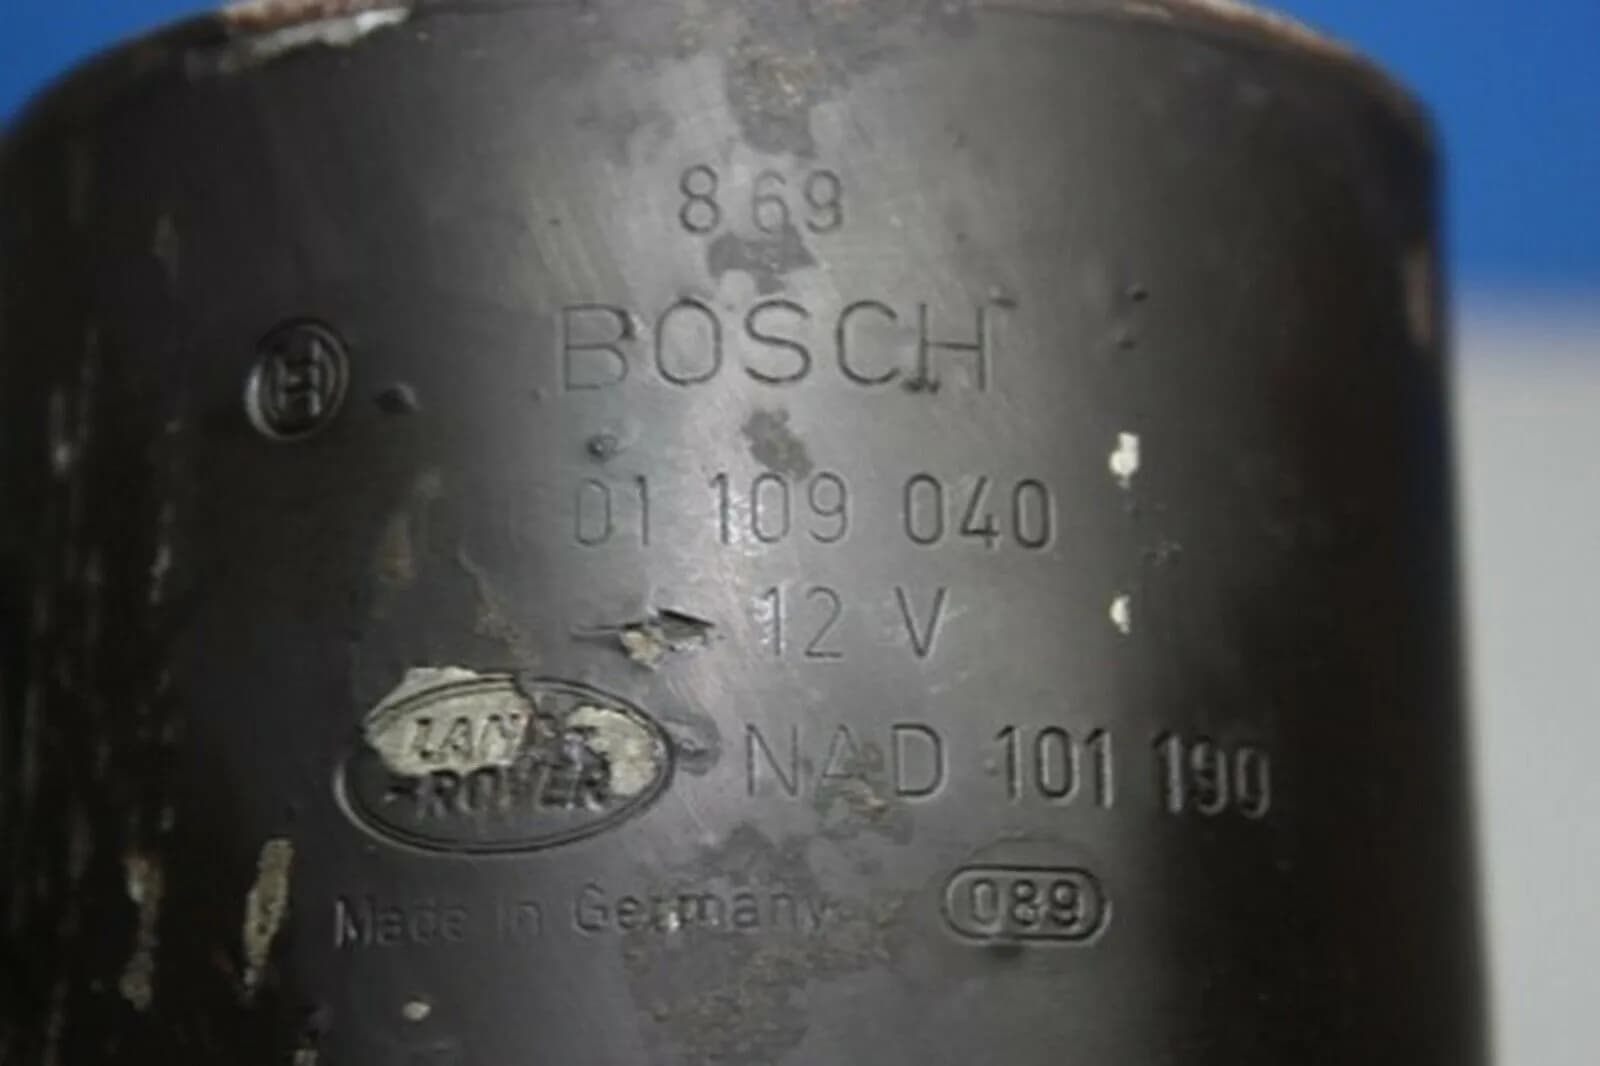 869
BOSCH
01 109 040
12 V
LAND ROVER NAD 101 190
Made in Germany 089